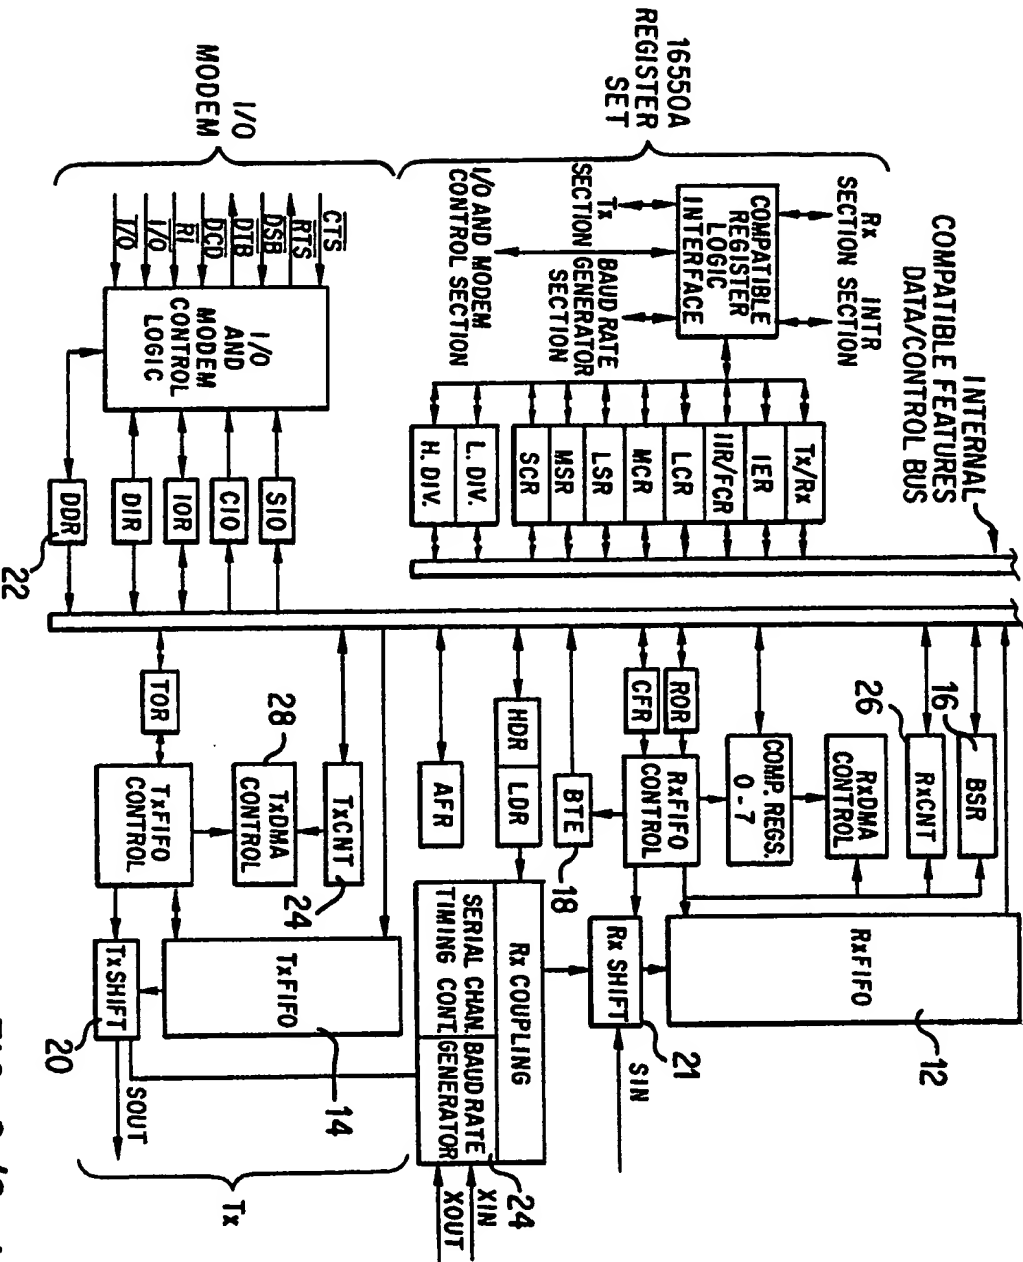 INTERNAL
COMPATIBLE FEATURES
DATA/CONTROL BUS
16550A
REGISTER
SET
Rx
SECTION
INTR
SECTION
COMPATIBLE
REGISTER
LOGIC
INTERFACE
Tx
SECTION
BAUD RATE
GENERATOR
SECTION
I/O AND MODEM
CONTROL SECTION
Tx/Rx
IER
IIR/FCR
LCR
MCR
LSR
MSR
SCR
L. DIV.
H. DIV.
I/O
MODEM
CTS
RTS
DSB
DTB
DCD
RI
I/O
T/O
I/O
AND
MODEM
CONTROL
LOGIC
SIO
CIO
IOR
DIR
DDR
22
BSR
16
RxCNT
26
RxDMA
CONTROL
COMP. REGS.
0-7
ROR
CFR
RxFIFO
CONTROL
BTE
18
HDR
LDR
AFR
RxFIFO
12
Rx SHIFT
21
SIN
Rx COUPLING
SERIAL CHAN.
TIMING CONT.
BAUD RATE
GENERATOR
24
XIN
XOUT
TxCNT
24
TxDMA
CONTROL
28
TOR
TxFIFO
CONTROL
TxFIFO
14
TxSHIFT
20
SOUT
Tx